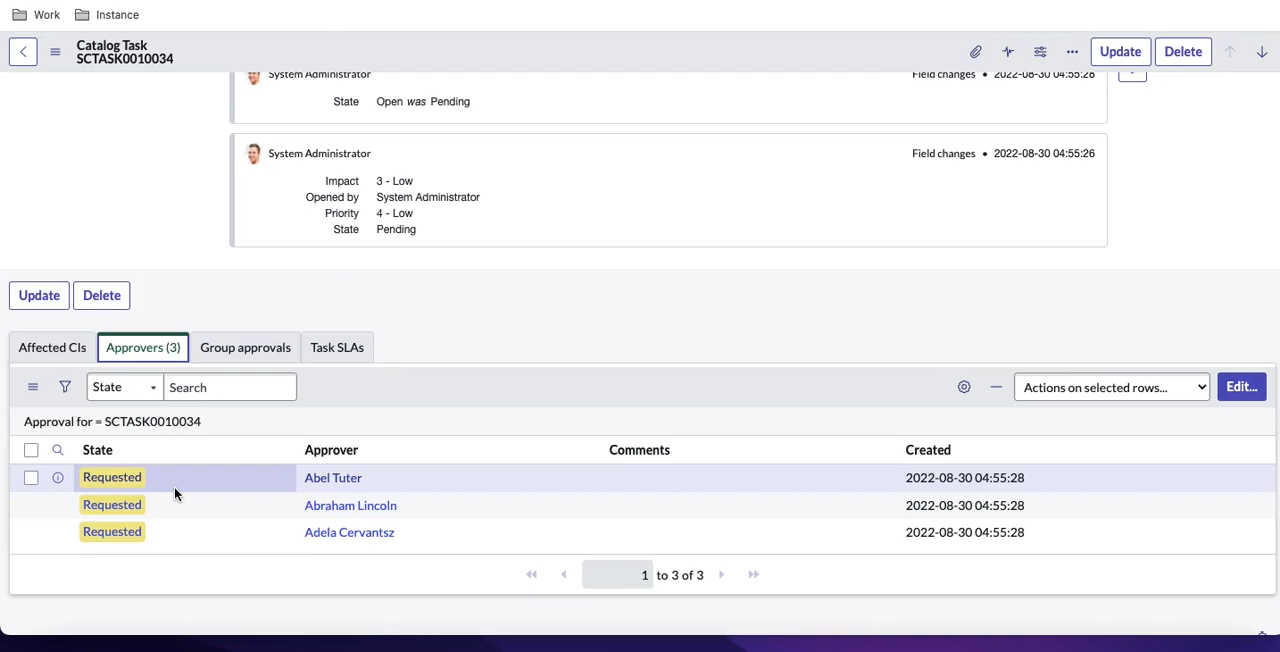 Work Instance
Catalog Task
SCTASK0010034
Update Delete
System Administrator Field changes • 2022-08-30 04:55:28
State Open was Pending
System Administrator Field changes • 2022-08-30 04:55:26
Impact 3 - Low
Opened by System Administrator
Priority 4 - Low
State Pending
Update Delete
Affected CIs Approvers (3) Group approvals Task SLAs
State Search Actions on selected rows... Edit...
Approval for = SCTASK0010034
State Approver Comments Created
Requested Abel Tuter 2022-08-30 04:55:28
Requested Abraham Lincoln 2022-08-30 04:55:28
Requested Adela Cervantsz 2022-08-30 04:55:28
1 to 3 of 3